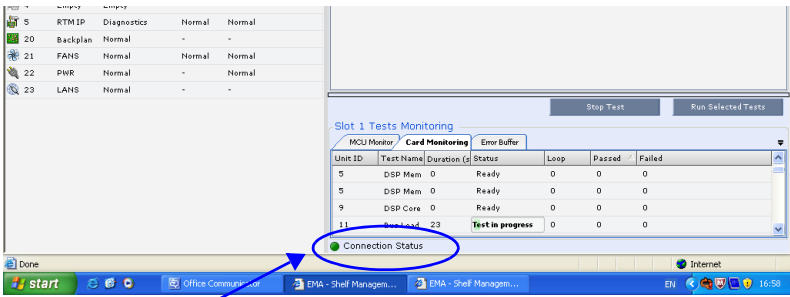 5 RTM IP Diagnostics Normal Normal
20 Backplan Normal - -
21 FANS Normal Normal Normal
22 PWR Normal - Normal
23 LANS Normal - -
Stop Test Run Selected Tests
Slot 1 Tests Monitoring
MCU Monitor Card Monitoring Error Buffer
Unit ID Test Name Duration (s Status Loop Passed Failed
5 DSP Mem 0 Ready 0 0 0
5 DSP Mem 0 Ready 0 0 0
9 DSP Core 0 Ready 0 0 0
11 Bus Load 23 Test in progress 0 0 0
Connection Status
Done Internet
start Office Communicator EMA - Shelf Managem... EMA - Shelf Managem... EN 16:58